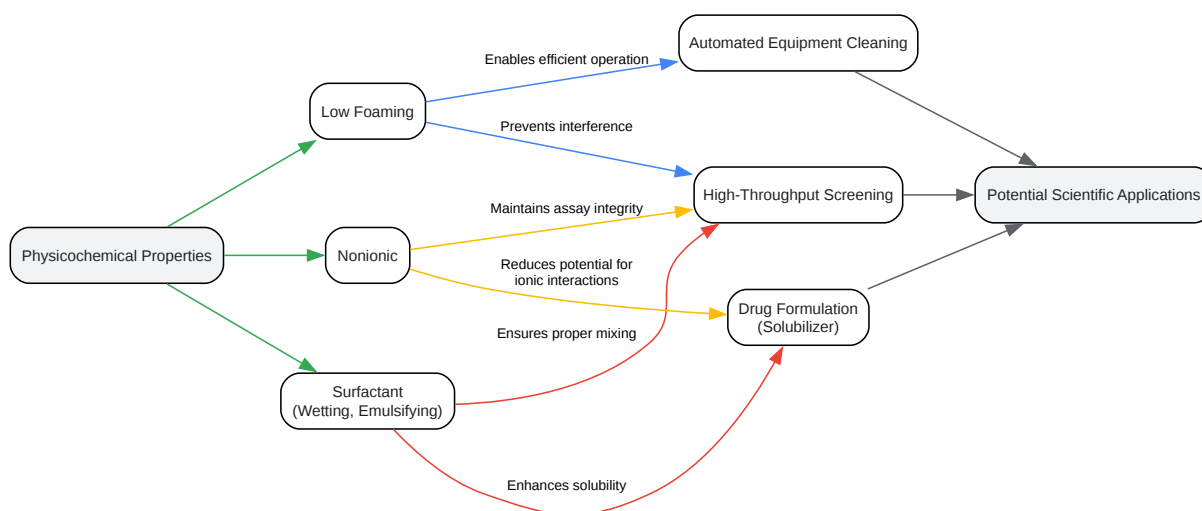 Automated Equipment Cleaning
Enables efficient operation
Low Foaming
Prevents interference
High-Throughput Screening
Potential Scientific Applications
Maintains assay integrity
Physicochemical Properties
Nonionic
Reduces potential for
ionic interactions
Drug Formulation
(Solubilizer)
Ensures proper mixing
Surfactant
(Wetting, Emulsifying)
Enhances solubility